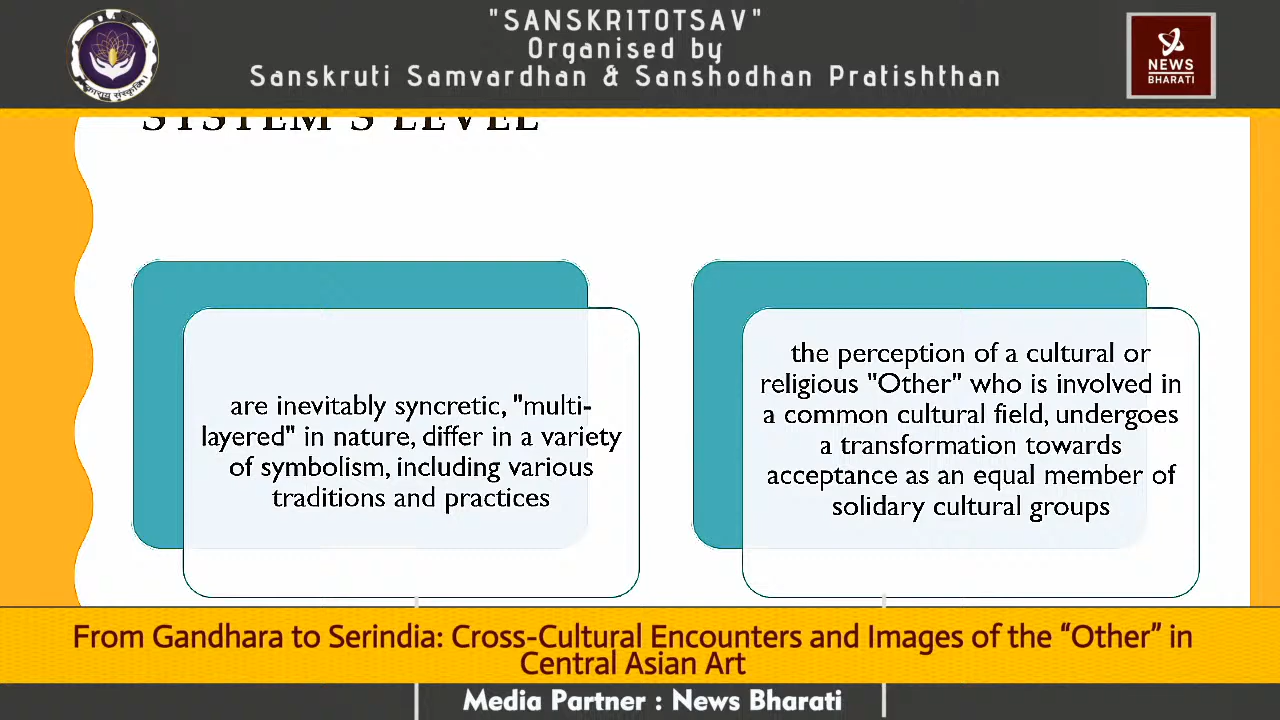 "SANSKRITOTSAV"
Organised by
Sanskruti Samvardhan & Sanshodhan Pratishthan
NEWS
BHARATI
SYSTEM'S LEVEL
are inevitably syncretic, "multi-
layered" in nature, differ in a variety
of symbolism, including various
traditions and practices
the perception of a cultural or
religious "Other" who is involved in
a common cultural field, undergoes
a transformation towards
acceptance as an equal member of
solidary cultural groups
From Gandhara to Serindia: Cross-Cultural Encounters and Images of the “Other” in
Central Asian Art
Media Partner : News Bharati